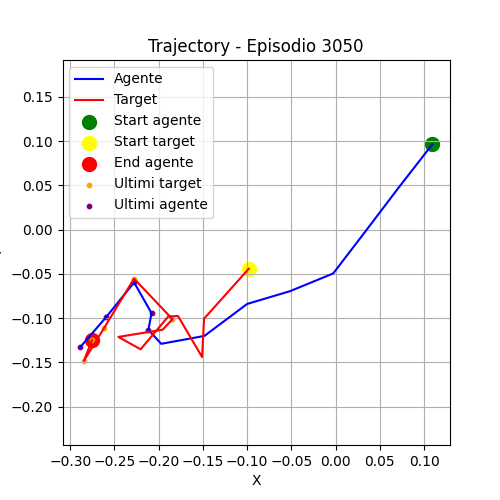 Trajectory - Episodio 3050
Agente
Target
Start agente
Start target
End agente
Ultimi target
Ultimi agente
0.15
0.10
0.05
0.00
−0.05
−0.10
−0.15
−0.20
−0.30 −0.25 −0.20 −0.15 −0.10 −0.05 0.00 0.05 0.10
X